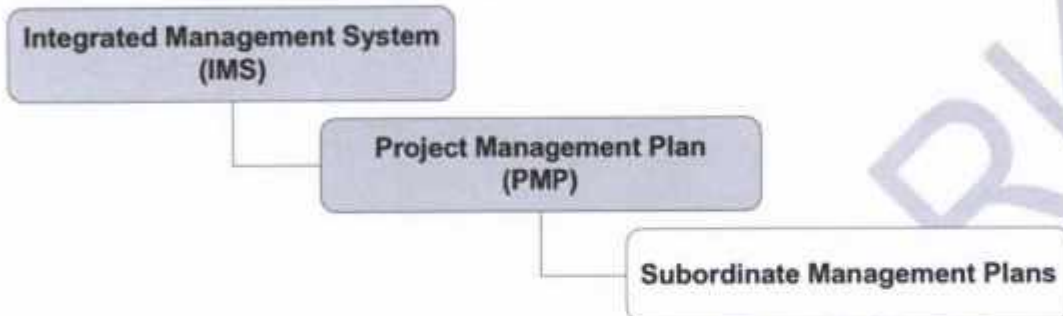 Integrated Management System
(IMS)
Project Management Plan
(PMP)
Subordinate Management Plans